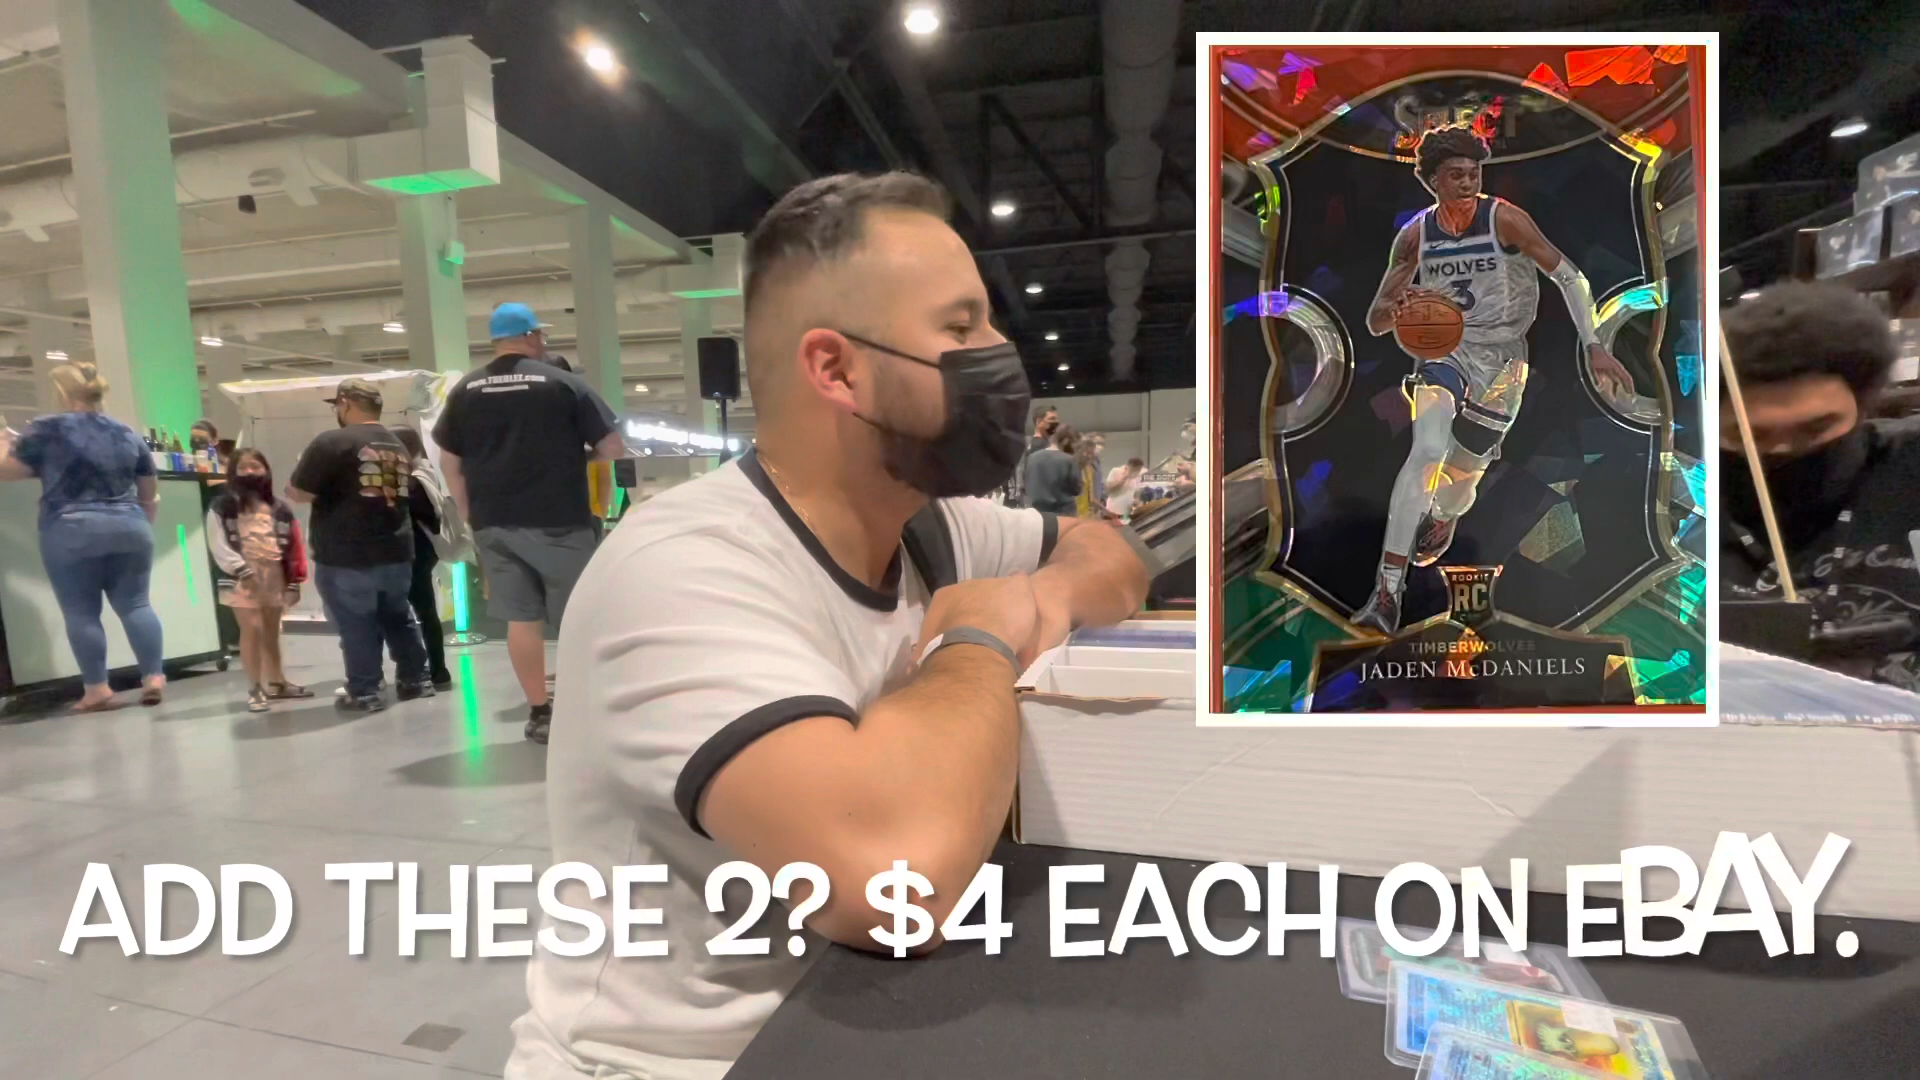 SELECT
WOLVES
3
ROOKIE
RC
TIMBERWOLVES
JADEN McDANIELS
ADD THESE 2? $4 EACH ON EBAY.